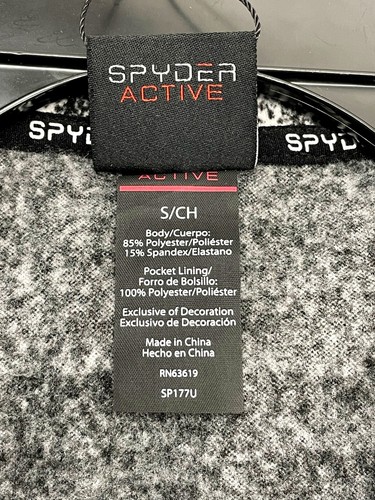 SPYDER
ACTIVE
SPYD
SPYD
ACTIVE
S/CH
Body/Cuerpo:
85% Polyester/Poliéster
15% Spandex/Elastano
Pocket Lining/
Forro de Bolsillo:
100% Polyester/Poliéster
Exclusive of Decoration
Exclusivo de Decoración
Made in China
Hecho en China
RN63619
SP177U